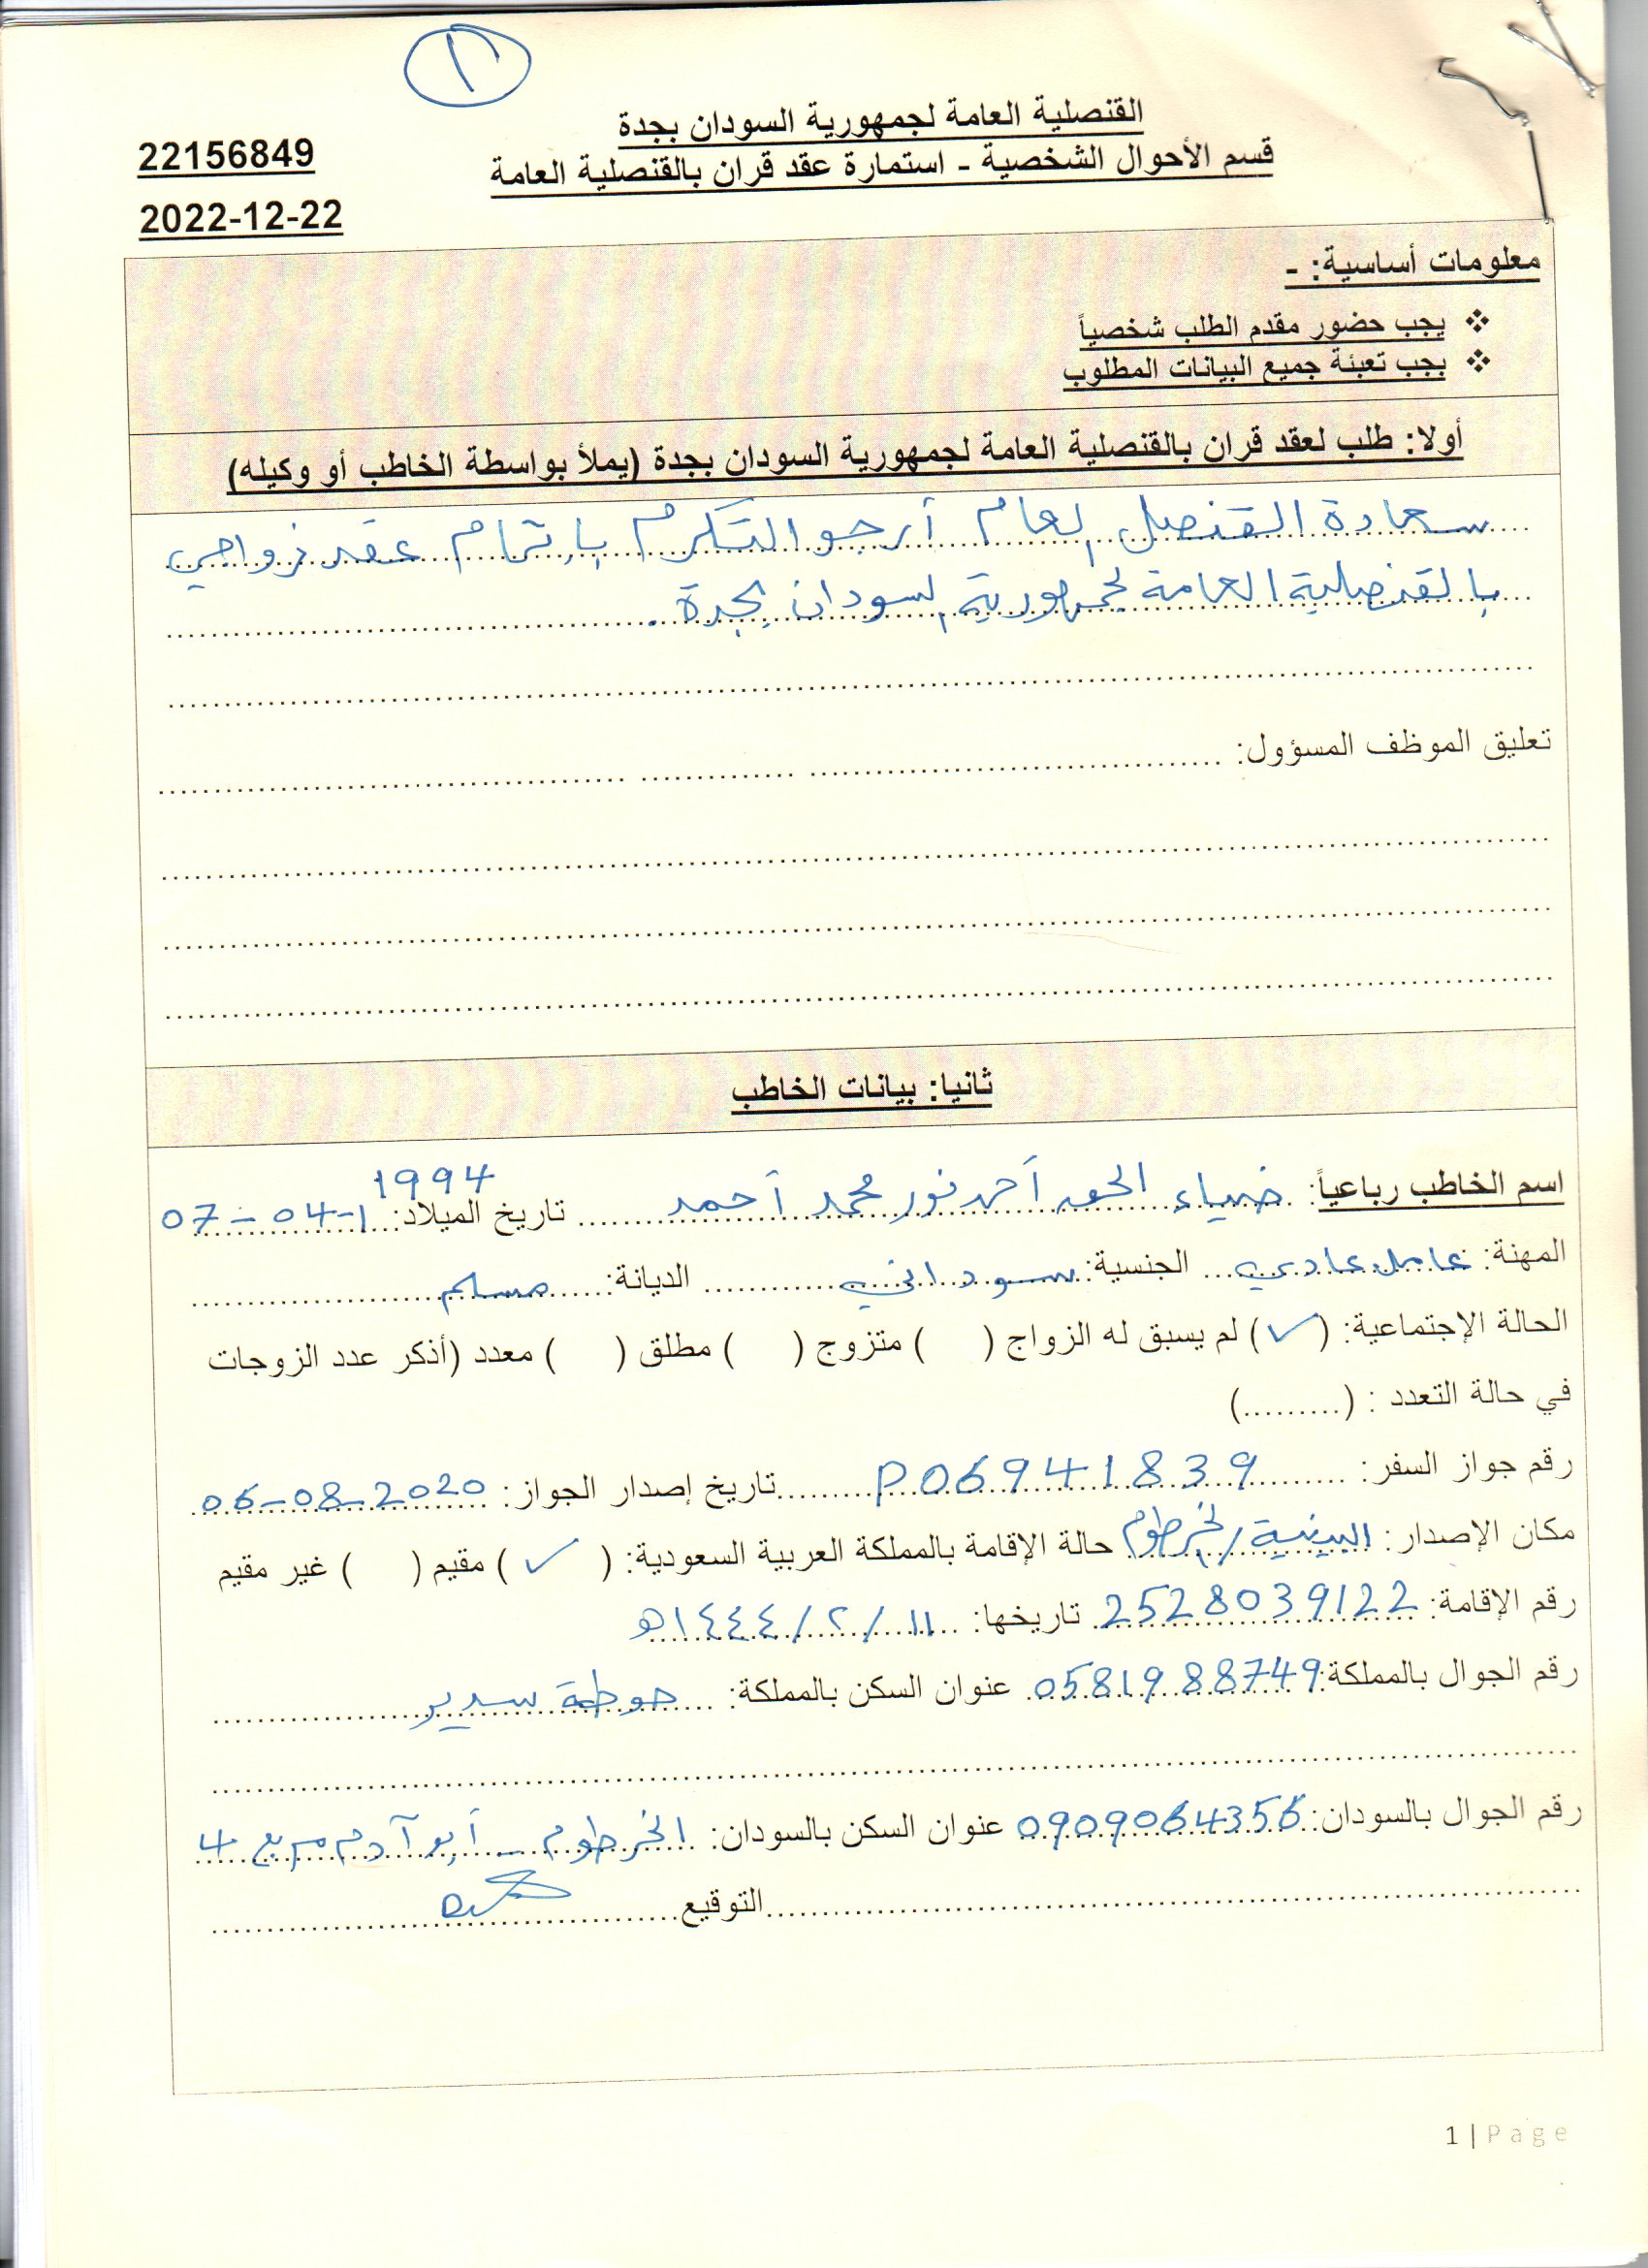 ١
القنصلية العامة لجمهورية السودان بجدة
قسم الأحوال الشخصية - استمارة عقد قران بالقنصلية العامة
22156849
2022-12-22
معلومات أساسية: -
❖ يجب حضور مقدم الطلب شخصياً
❖ يجب تعبئة جميع البيانات المطلوب
أولا: طلب لعقد قران بالقنصلية العامة لجمهورية السودان بجدة (يملأ بواسطة الخاطب أو وكيله)
سعادة القنصل العام أرجو التكرم بإتمام عقد زواجي
بالقنصلية العامة لجمهورية السودان بجدة.
تعليق الموظف المسؤول:
ثانيا: بيانات الخاطب
اسم الخاطب رباعياً: ضياء الحق أحمد نور محمد أحمد تاريخ الميلاد: 07-04-1994
المهنة: عامل عادي الجنسية: سوداني الديانة: مسلم
الحالة الإجتماعية: (✓) لم يسبق له الزواج ( ) متزوج ( ) مطلق ( ) معدد (أذكر عدد الزوجات
في حالة التعدد : (.........)
رقم جواز السفر: P06941839 تاريخ إصدار الجواز: 06-08-2020
مكان الإصدار: /الخرطوم حالة الإقامة بالمملكة العربية السعودية: ( ✓ ) مقيم ( ) غير مقيم
رقم الإقامة: 2528039122 تاريخها: ١١/٢/١٤٤٤هـ
رقم الجوال بالمملكة: 0581988749 عنوان السكن بالمملكة: حوطة سدير
رقم الجوال بالسودان: 0909064356 عنوان السكن بالسودان: الخرطوم - أبو آدم مربع 4
التوقيع
1 | Page